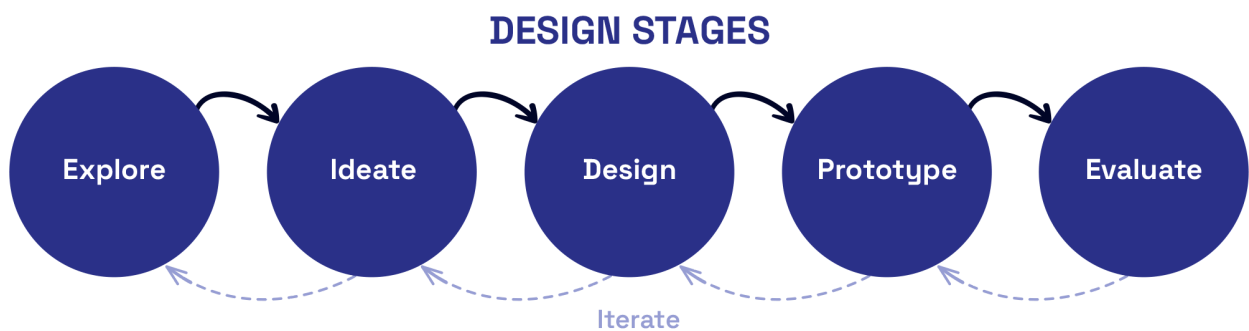 DESIGN STAGES
Explore
Ideate
Design
Prototype
Evaluate
Iterate